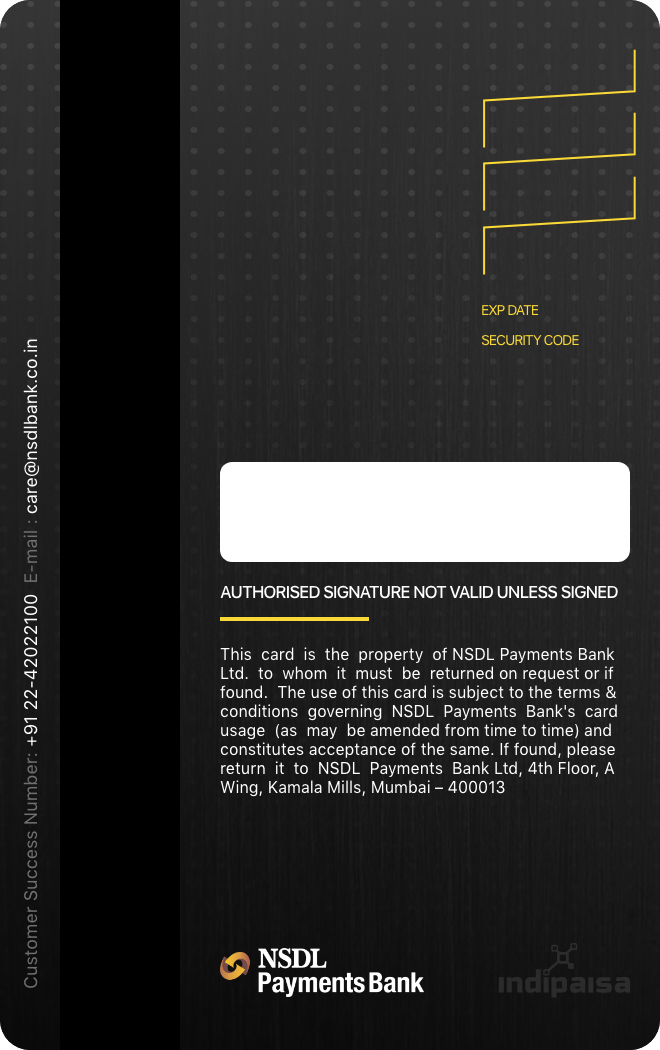 EXP DATE
SECURITY CODE
AUTHORISED SIGNATURE NOT VALID UNLESS SIGNED
This card is the property of NSDL Payments Bank
Ltd. to whom it must be returned on request or if
found. The use of this card is subject to the terms &
conditions governing NSDL Payments Bank's card
usage (as may be amended from time to time) and
constitutes acceptance of the same. If found, please
return it to NSDL Payments Bank Ltd, 4th Floor, A
Wing, Kamala Mills, Mumbai – 400013
Customer Success Number: +91 22-42022100 E-mail : care@nsdlbank.co.in
NSDL
Payments Bank
indipaisa